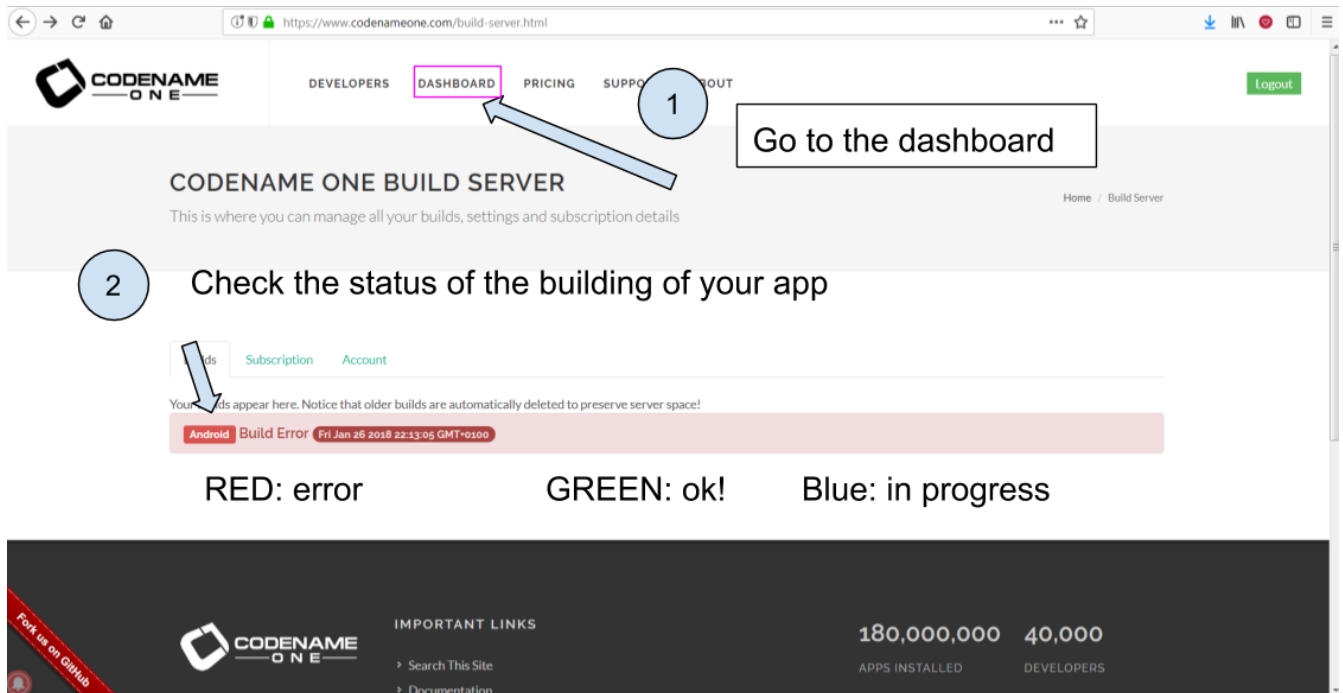 https://www.codenameone.com/build-server.html
CODENAME
ONE
DEVELOPERS DASHBOARD PRICING SUPPO BOUT
Logout
1
Go to the dashboard
CODENAME ONE BUILD SERVER
This is where you can manage all your builds, settings and subscription details
Home / Build Server
2
Check the status of the building of your app
Subscription Account
Your ds appear here. Notice that older builds are automatically deleted to preserve server space!
Android Build Error Fri Jan 26 2018 22:13:05 GMT+0100
RED: error GREEN: ok! Blue: in progress
Fork us on GitHub
CODENAME
ONE
IMPORTANT LINKS
Search This Site
Documentation
180,000,000 40,000
APPS INSTALLED DEVELOPERS